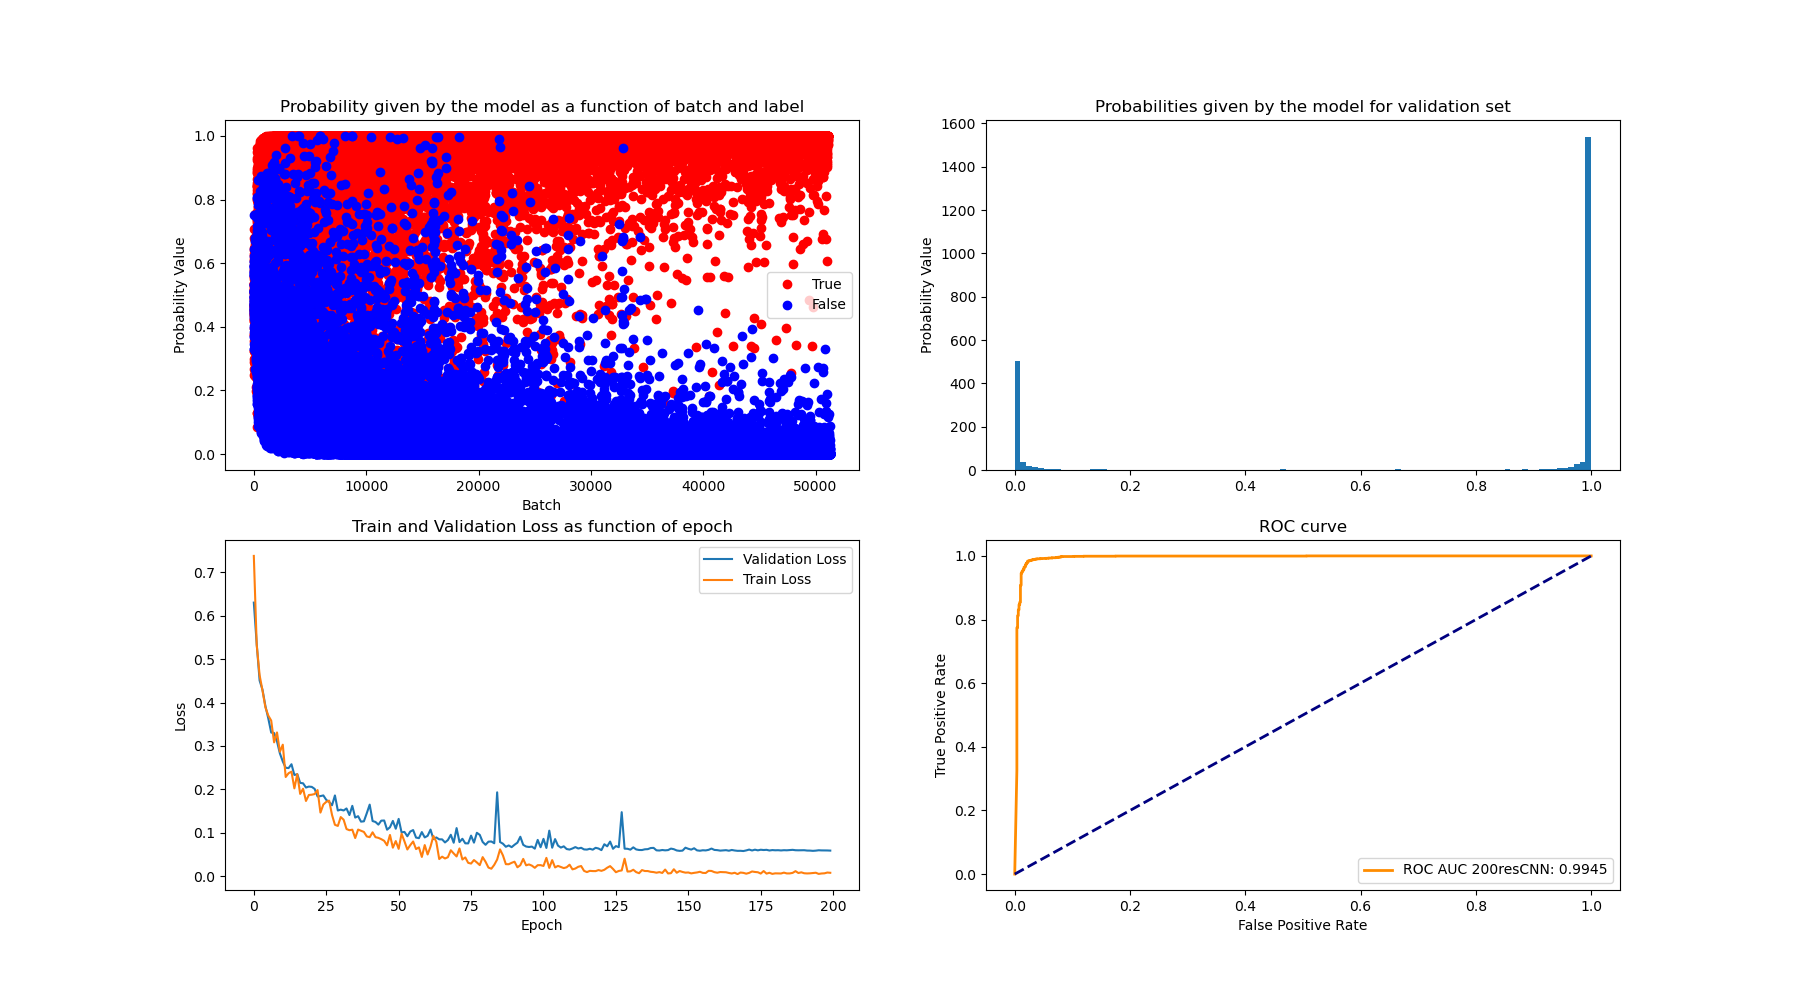 Probability given by the model as a function of batch and label
1.0
0.8
0.6
0.4
0.2
0.0
Probability Value
True
False
0 10000 20000 30000 40000 50000
Batch
Probabilities given by the model for validation set
1600
1400
1200
1000
800
600
400
200
0
Probability Value
0.0 0.2 0.4 0.6 0.8 1.0
Train and Validation Loss as function of epoch
0.7
0.6
0.5
0.4
0.3
0.2
0.1
0.0
Loss
Validation Loss
Train Loss
0 25 50 75 100 125 150 175 200
Epoch
ROC curve
1.0
0.8
0.6
0.4
0.2
0.0
True Positive Rate
ROC AUC 200resCNN: 0.9945
0.0 0.2 0.4 0.6 0.8 1.0
False Positive Rate